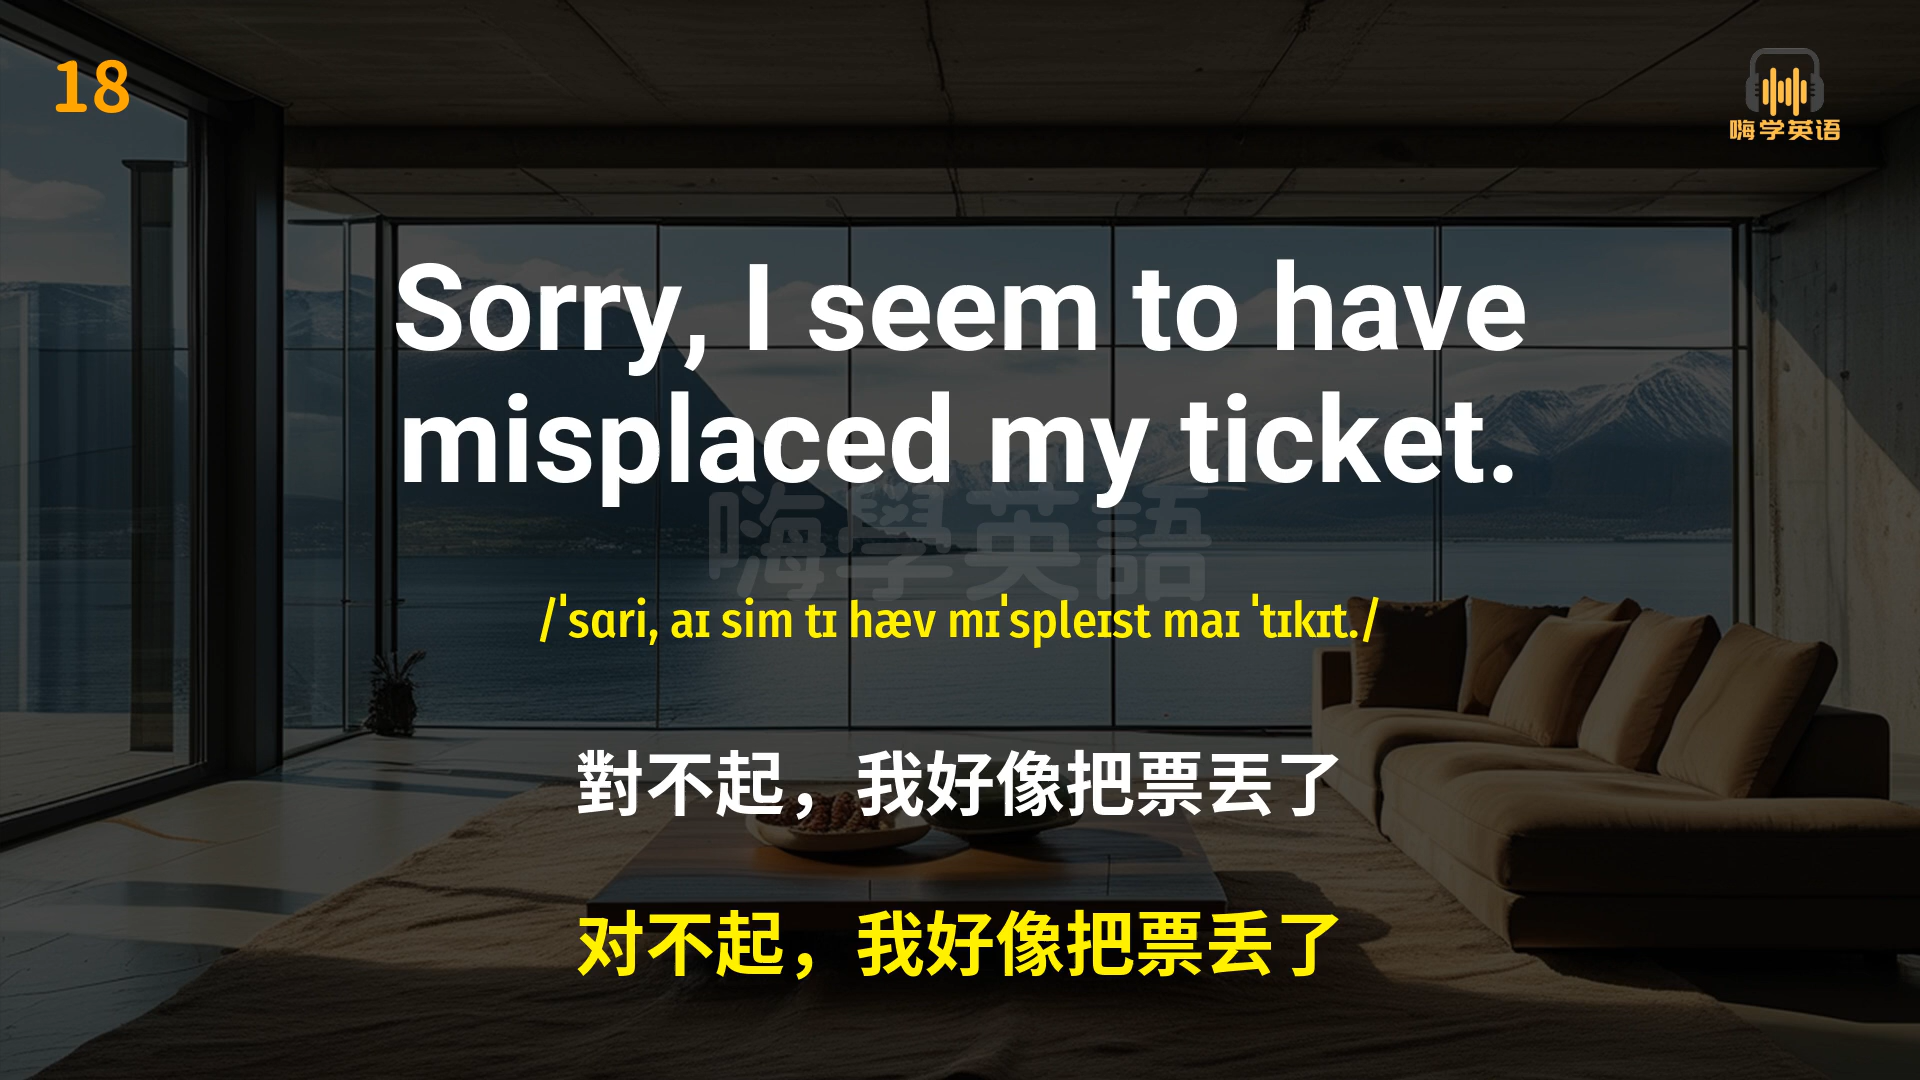 18
嗨学英语
Sorry, I seem to have
misplaced my ticket.
嗨學英語
/ˈsɑri, aɪ sim tɪ hæv mɪˈspleɪst maɪ ˈtɪkɪt./
對不起，我好像把票丟了
对不起，我好像把票丢了